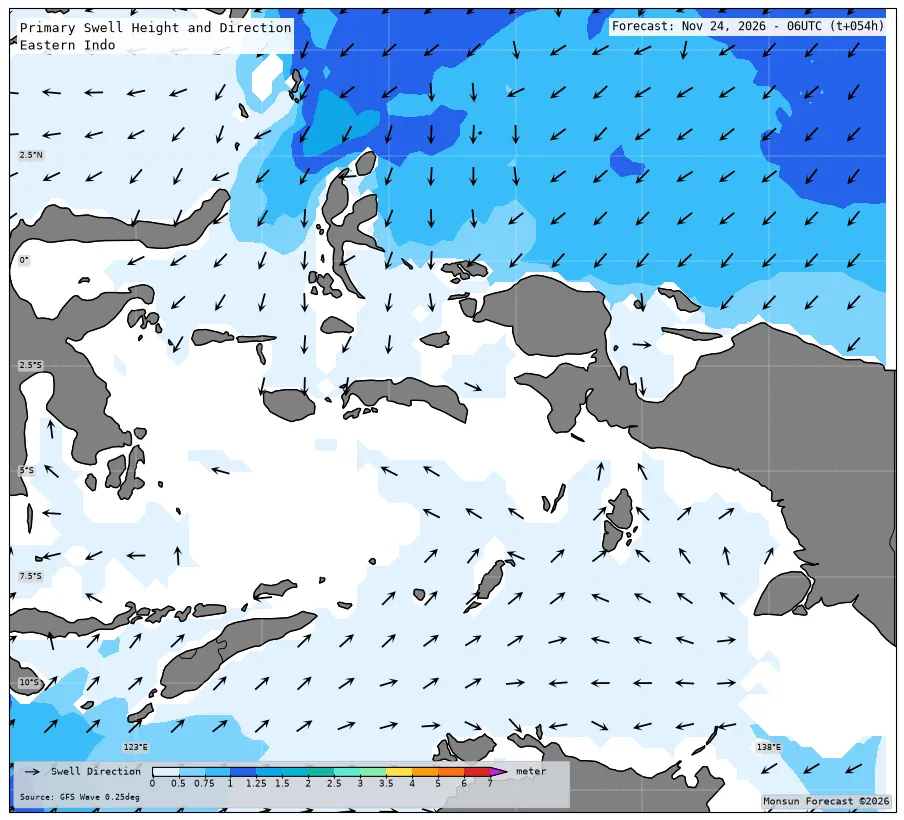 Primary Swell Height and Direction
Eastern Indo
Forecast: Nov 24, 2026 - 06UTC (t+054h)
2.5°N
0°
2.5°S
5°S
7.5°S
10°S
123°E
138°E
Swell Direction
0 0.5 0.75 1 1.25 1.5 1.75 2 2.5 3 3.5 4 5 6 7
meter
Source: GFS Wave 0.25deg
Monsun Forecast ©2026